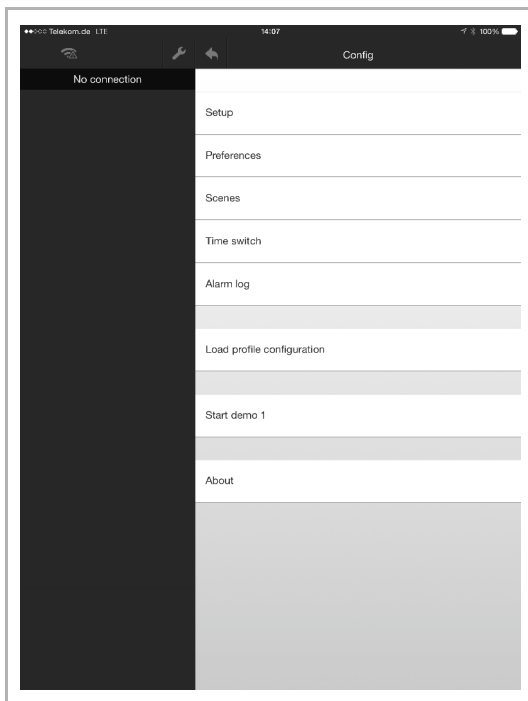 Telekom.de LTE 14:07 100%
Config
No connection
Setup
Preferences
Scenes
Time switch
Alarm log
Load profile configuration
Start demo 1
About